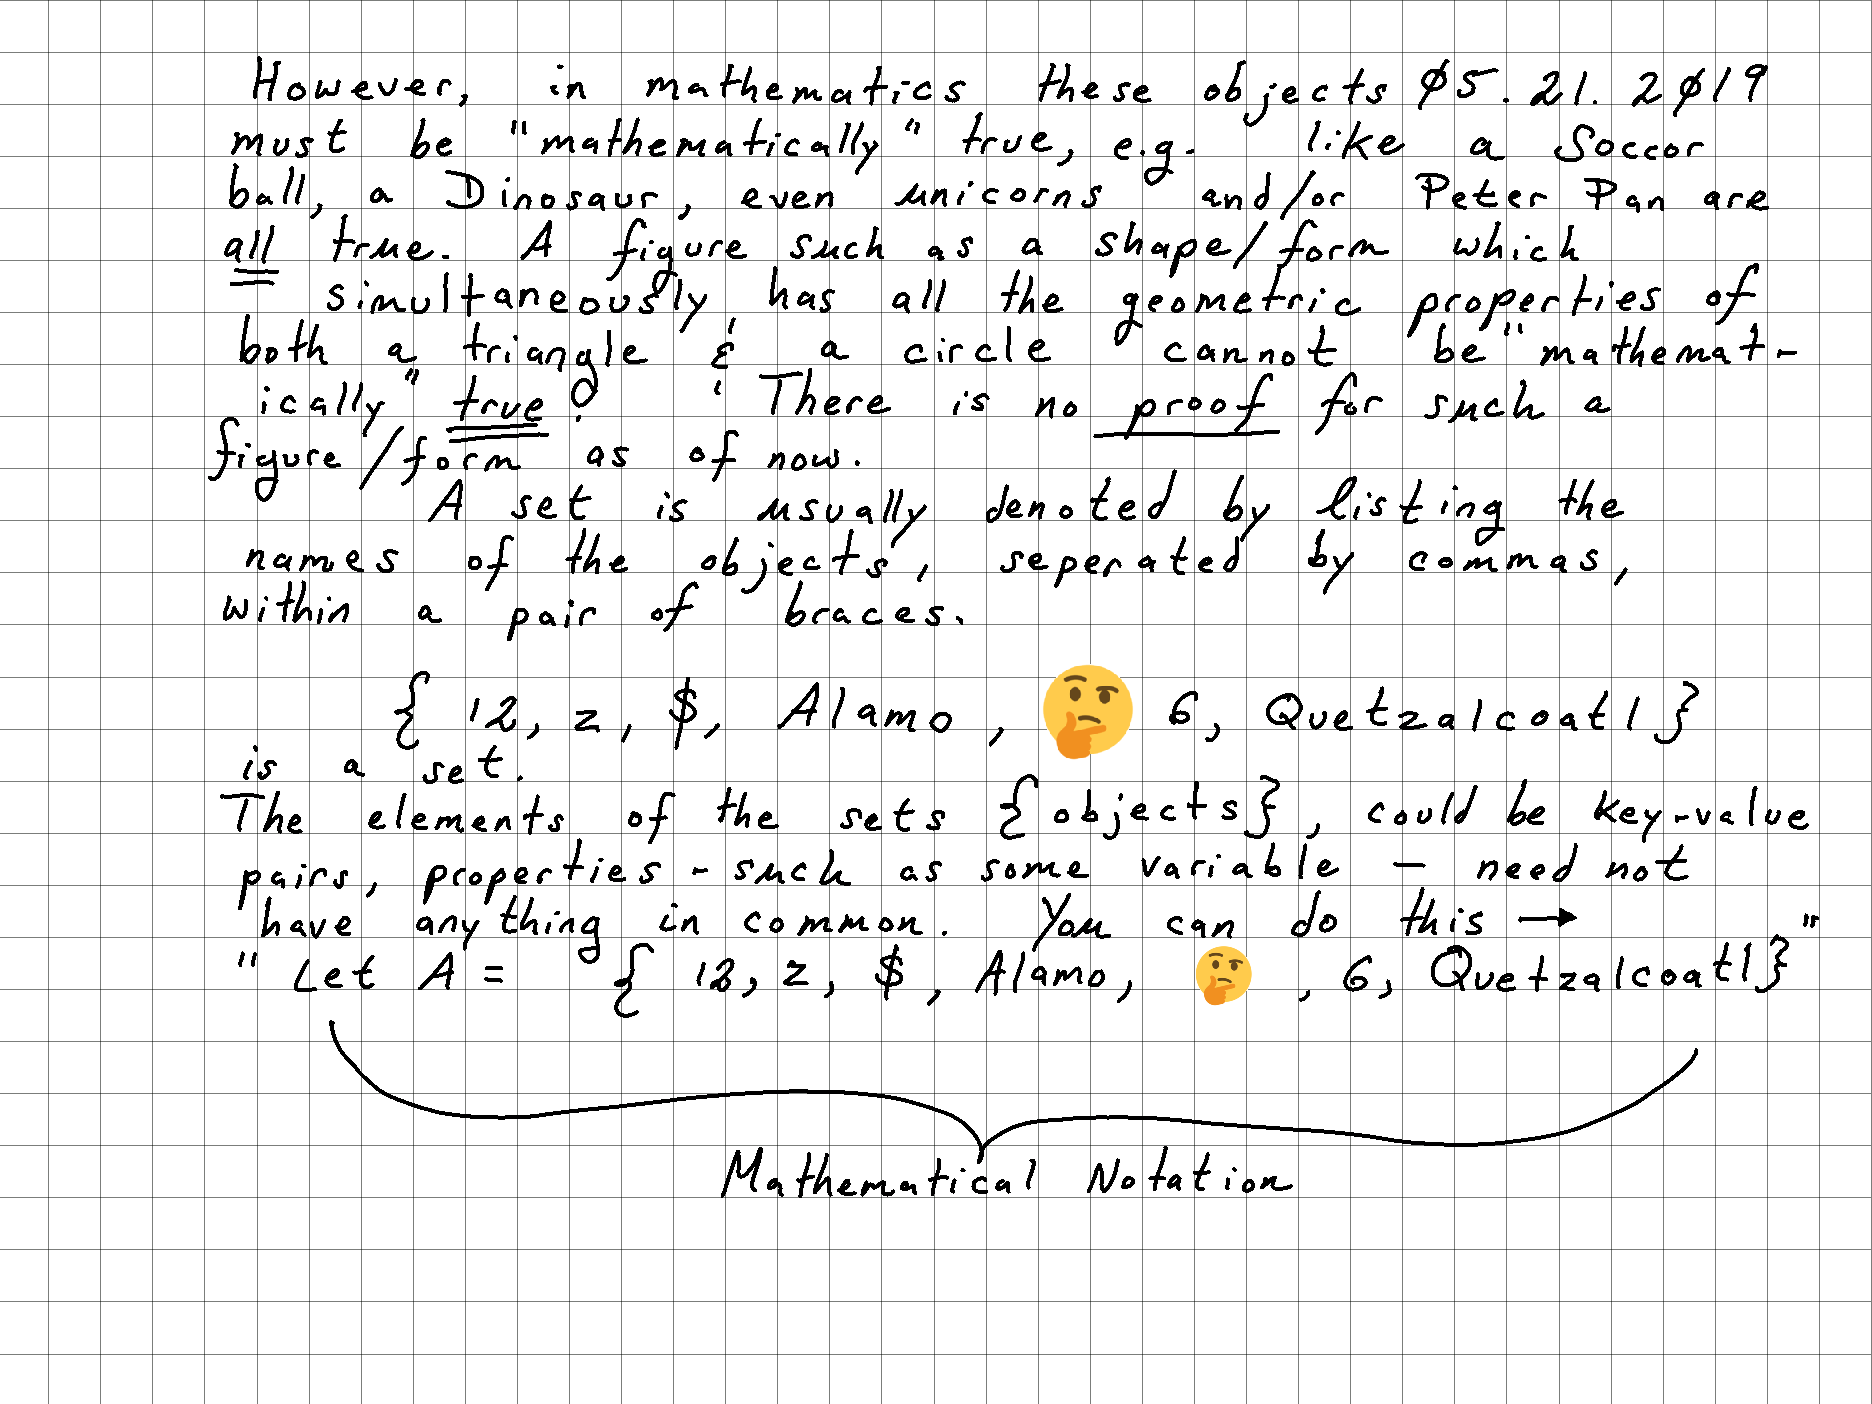 However, in mathematics these objects Ø5.21.2Ø19
must be "mathematically" true, e.g. like a Soccor
ball, a Dinosaur, even unicorns and/or Peter Pan are
all true. A figure such as a shape/form which
simultaneously has all the geometric properties of
both a triangle & a circle cannot be "mathemat-
ically" true! There is no proof for such a
figure/form as of now.
A set is usually denoted by listing the
names of the objects, seperated by commas,
within a pair of braces.
{ 12, z, $, Alamo, 🤔 6, Quetzalcoatl }
is a set.
The elements of the sets {objects}, could be key-value
pairs, properties - such as some variable - need not
have anything in common. You can do this →
"Let A = { 12, z, $, Alamo, 🤔, 6, Quetzalcoatl}"
Mathematical Notation